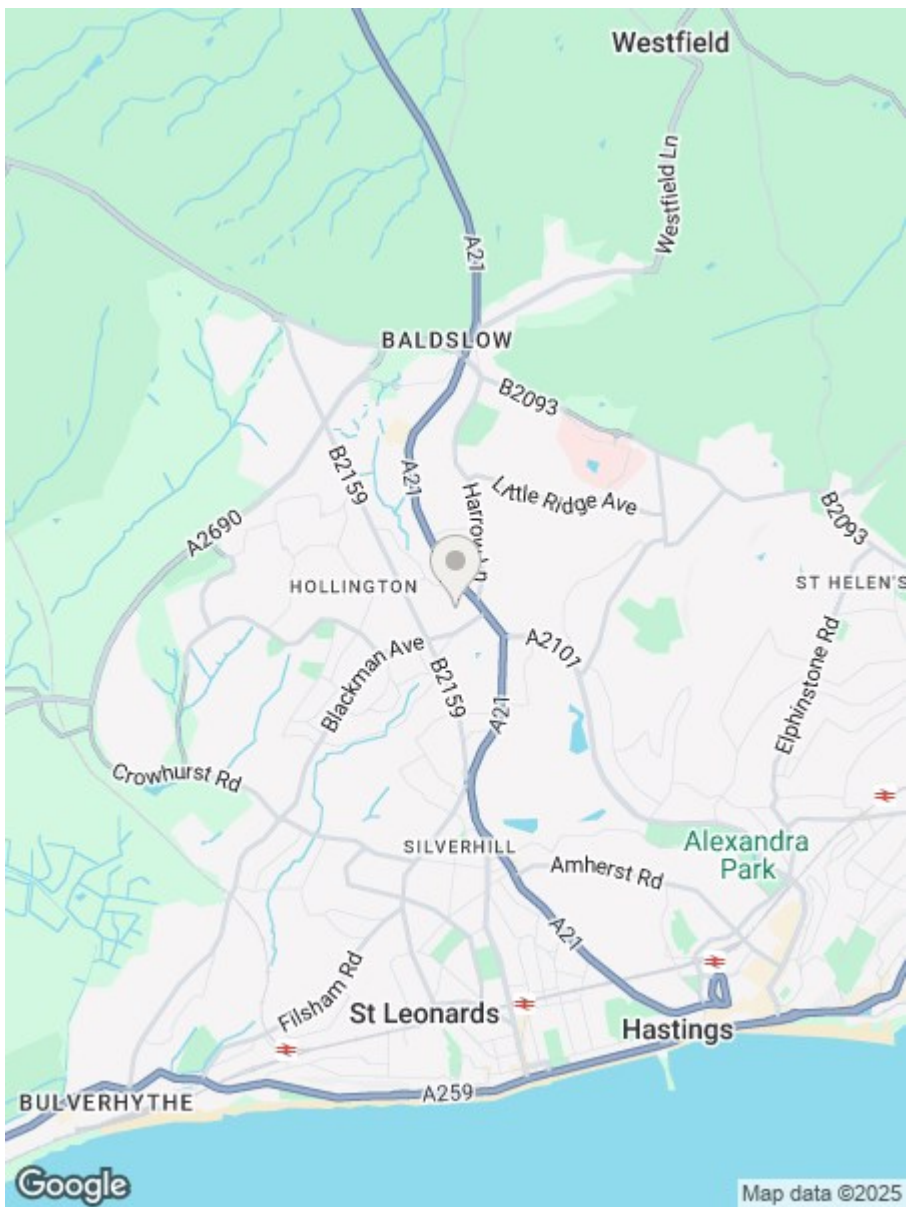 Westfield
Westfield Ln
A21
BALDSLOW
B2093
A21
B2159
Little Ridge Ave
Harrow Ln
A2690
B2093
HOLLINGTON
ST HELEN'S
A2101
Blackman Ave
B2159
A21
Elphinstone Rd
Crowhurst Rd
SILVERHILL
Alexandra
Park
Amherst Rd
A21
Filsham Rd
St Leonards
Hastings
A259
BULVERHYTHE
Google
Map data ©2025